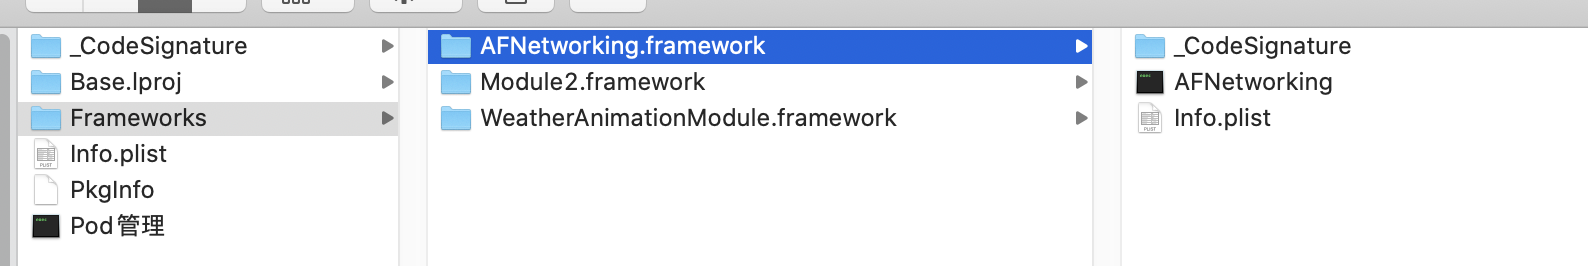 _CodeSignature
Base.lproj
Frameworks
Info.plist
PkgInfo
Pod管理
AFNetworking.framework
Module2.framework
WeatherAnimationModule.framework
_CodeSignature
AFNetworking
Info.plist